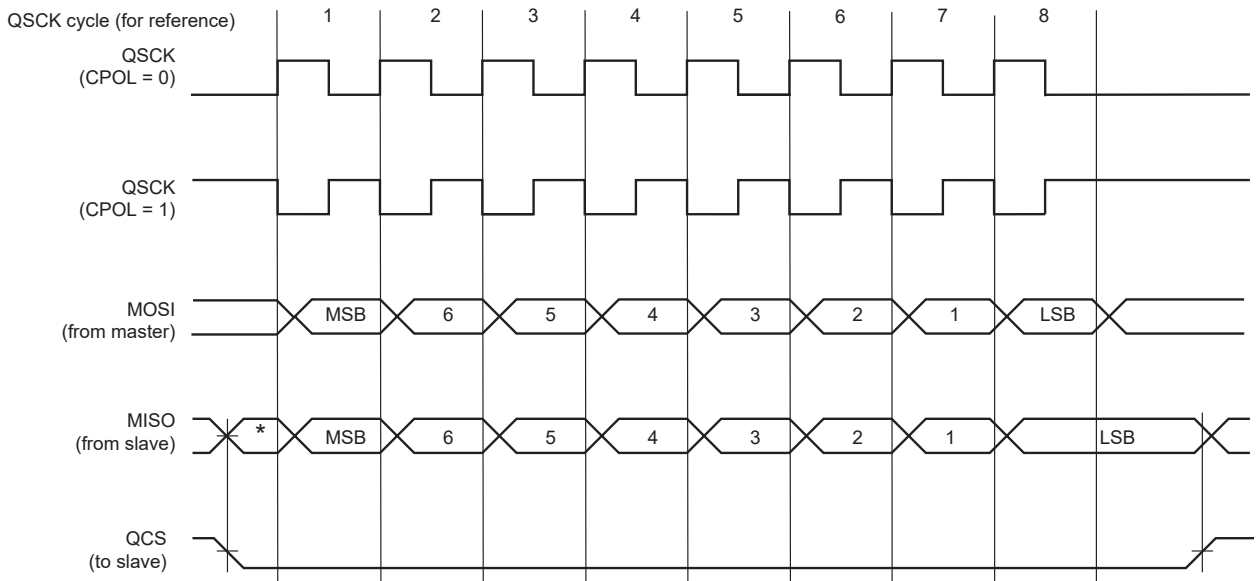 QSCK cycle (for reference) 1 2 3 4 5 6 7 8
QSCK
(CPOL = 0)
QSCK
(CPOL = 1)
MOSI
(from master)
MSB 6 5 4 3 2 1 LSB
MISO
(from slave)
* MSB 6 5 4 3 2 1 LSB
QCS
(to slave)